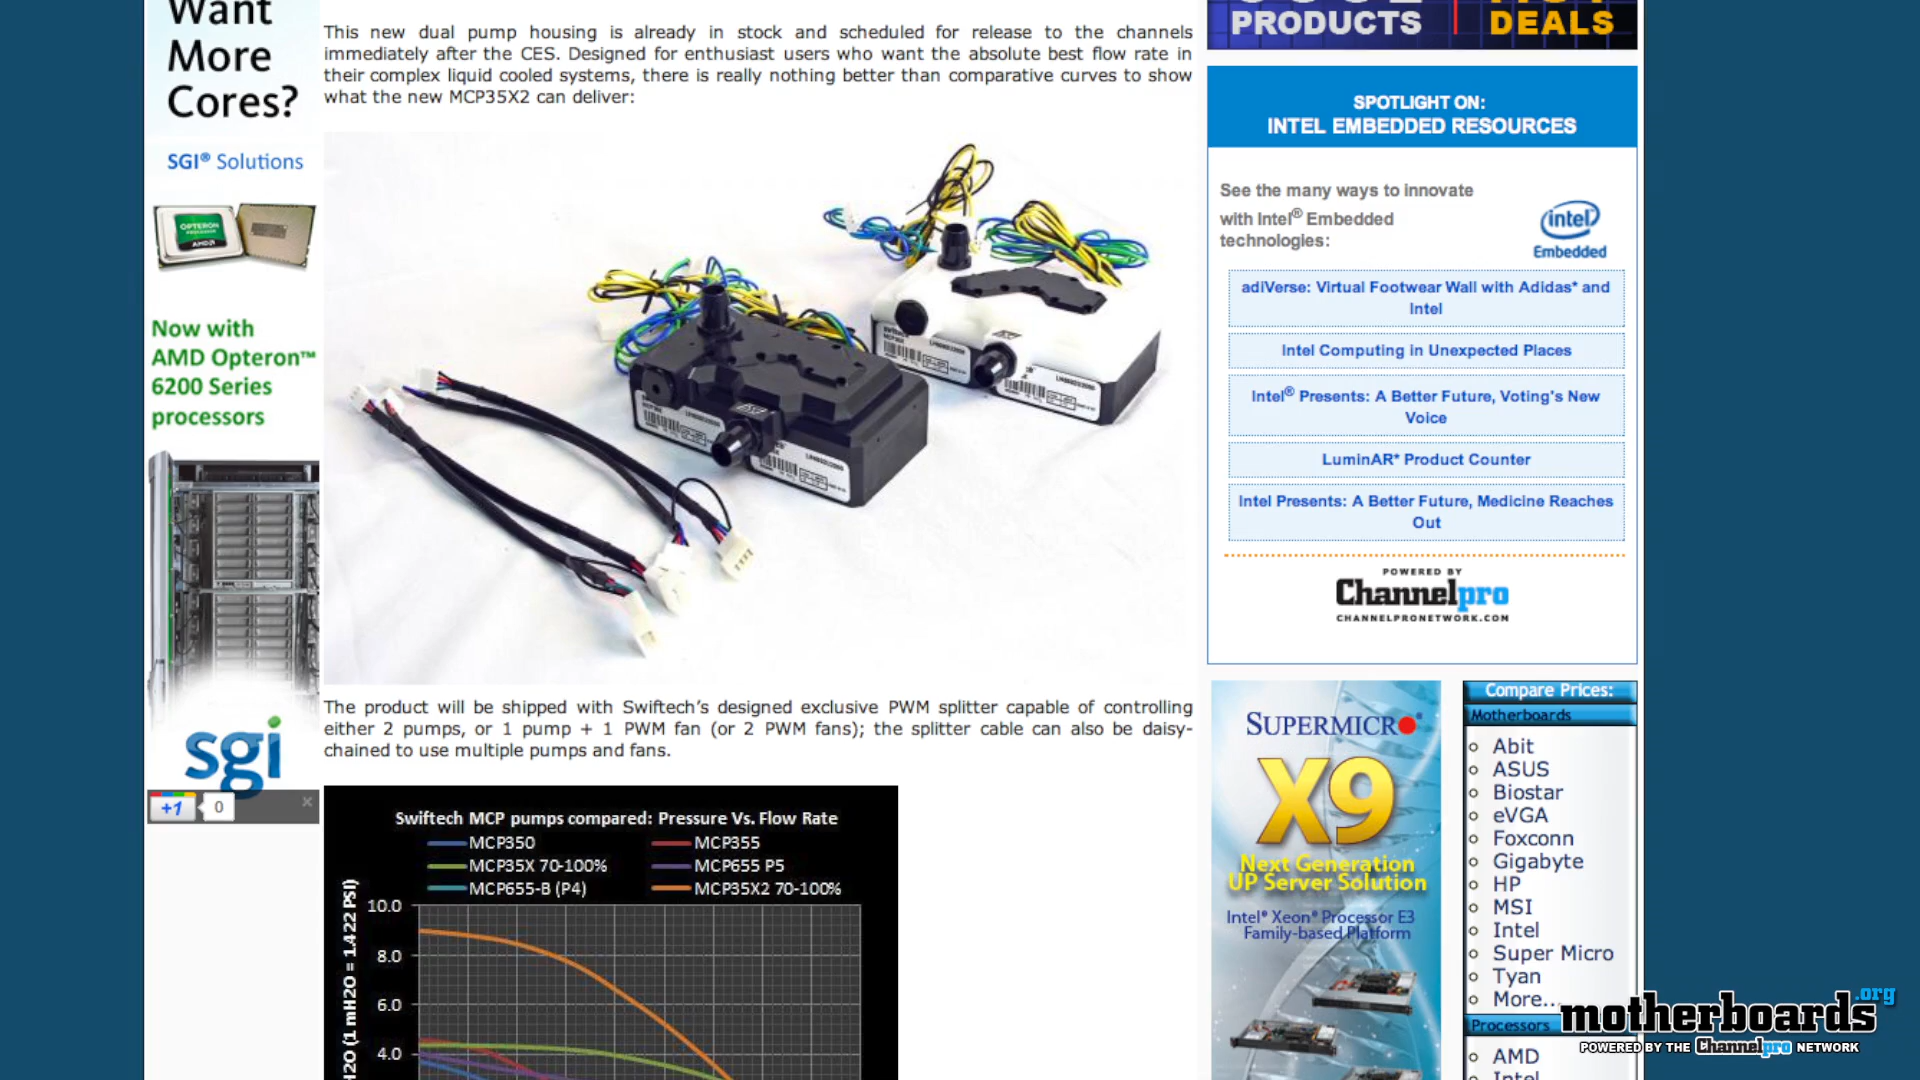 Want
More
Cores?
SGI® Solutions
OPTERON
AMD
Now with
AMD Opteron™
6200 Series
processors
sgi
+1
0
This new dual pump housing is already in stock and scheduled for release to the channels
immediately after the CES. Designed for enthusiast users who want the absolute best flow rate in
their complex liquid cooled systems, there is really nothing better than comparative curves to show
what the new MCP35X2 can deliver:
The product will be shipped with Swiftech's designed exclusive PWM splitter capable of controlling
either 2 pumps, or 1 pump + 1 PWM fan (or 2 PWM fans); the splitter cable can also be daisy-
chained to use multiple pumps and fans.
Swiftech MCP pumps compared: Pressure Vs. Flow Rate
MCP350
MCP355
MCP35X 70-100%
MCP655 P5
MCP655-B (P4)
MCP35X2 70-100%
H2O (1 mH2O = 1.422 PSI)
10.0
8.0
6.0
4.0
PRODUCTS
DEALS
SPOTLIGHT ON:
INTEL EMBEDDED RESOURCES
See the many ways to innovate
with Intel® Embedded
technologies:
intel
Embedded
adiVerse: Virtual Footwear Wall with Adidas* and
Intel
Intel Computing in Unexpected Places
Intel® Presents: A Better Future, Voting's New
Voice
LuminAR* Product Counter
Intel Presents: A Better Future, Medicine Reaches
Out
POWERED BY
Channelpro
CHANNELPRONETWORK.COM
SUPERMICRO
X9
Next Generation
UP Server Solution
Intel® Xeon® Processor E3
Family-based Platform
Compare Prices:
Motherboards
Abit
ASUS
Biostar
eVGA
Foxconn
Gigabyte
HP
MSI
Intel
Super Micro
Tyan
More...
Processors
AMD
Intel
motherboards.org
POWERED BY THE Channelpro NETWORK